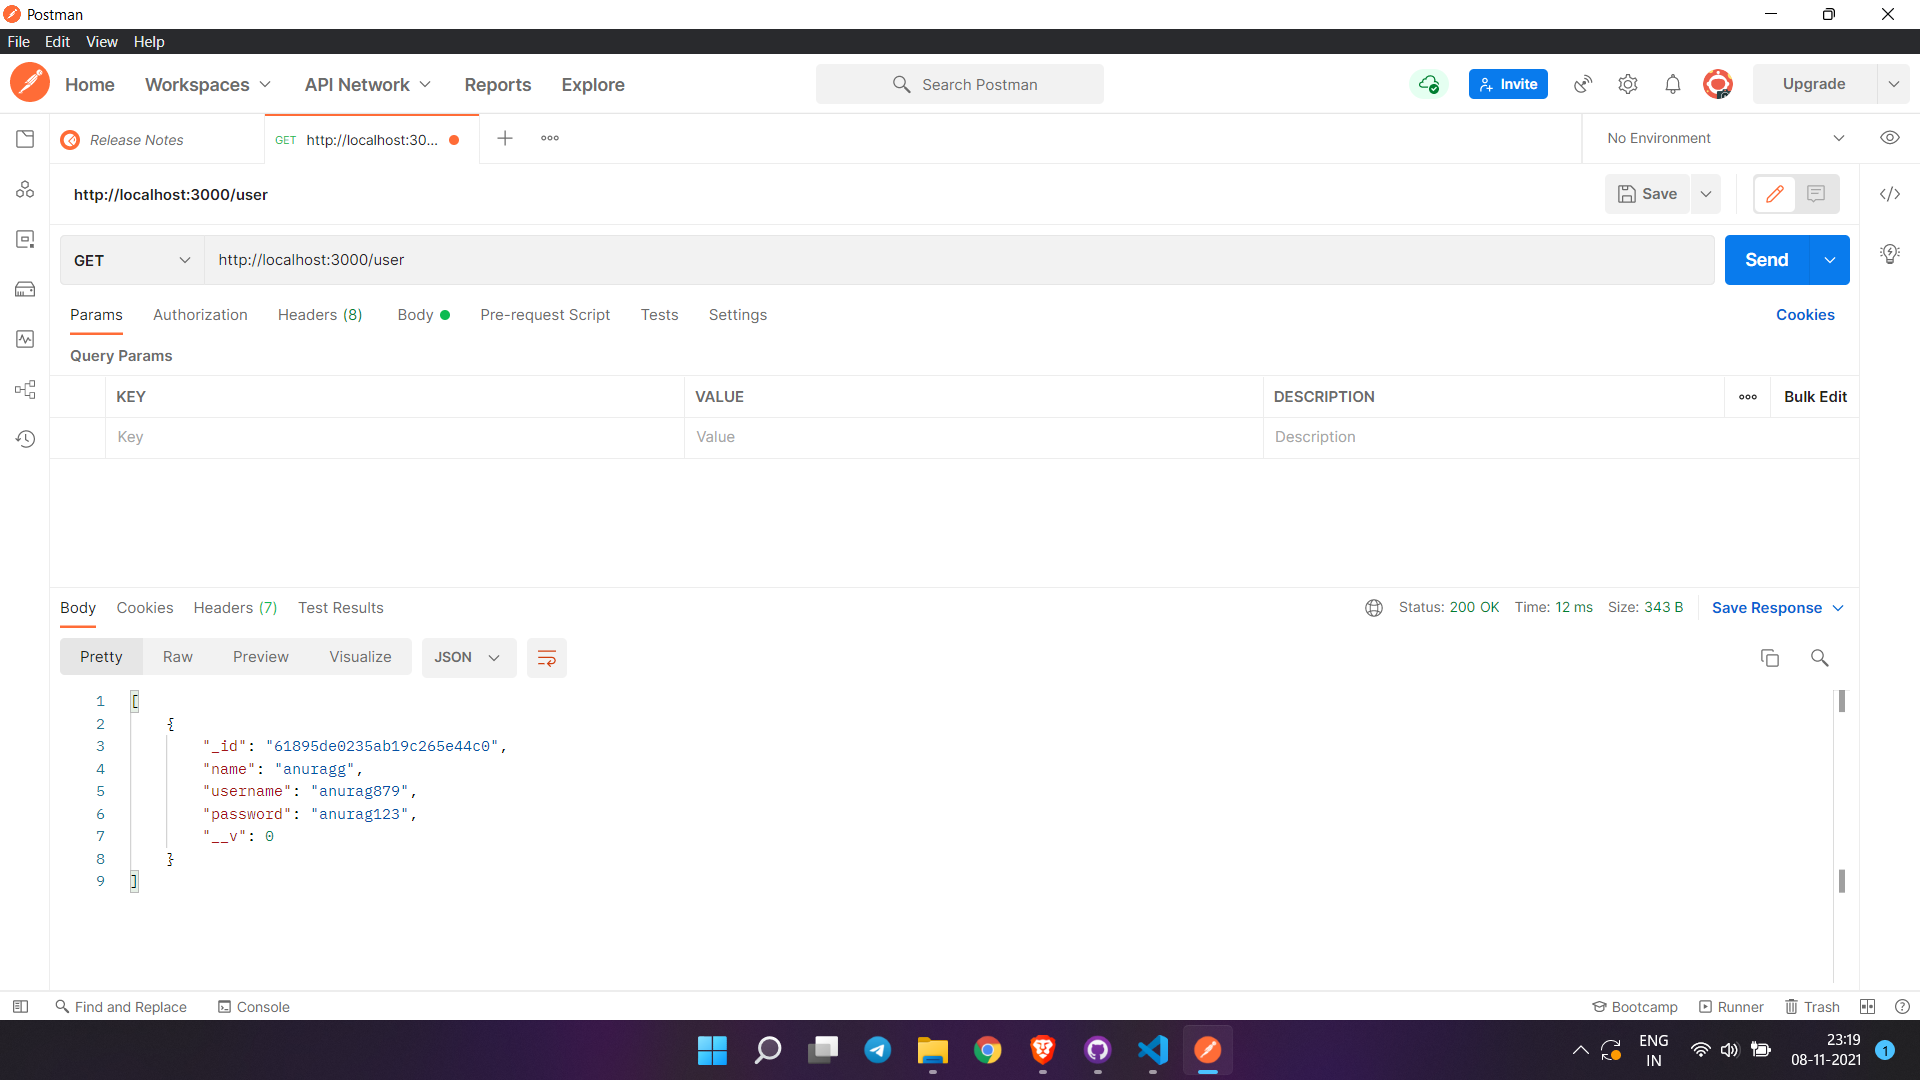 Postman
File Edit View Help
Home Workspaces API Network Reports Explore Search Postman Invite Upgrade
Release Notes GET http://localhost:30... No Environment
http://localhost:3000/user Save
GET http://localhost:3000/user Send
Params Authorization Headers (8) Body Pre-request Script Tests Settings Cookies
Query Params
KEY VALUE DESCRIPTION Bulk Edit
Key Value Description
Body Cookies Headers (7) Test Results Status: 200 OK Time: 12 ms Size: 343 B Save Response
Pretty Raw Preview Visualize JSON
1 [
2 {
3 "_id": "61895de0235ab19c265e44c0",
4 "name": "anuragg",
5 "username": "anurag879",
6 "password": "anurag123",
7 "__v": 0
8 }
9 ]
Find and Replace Console Bootcamp Runner Trash
ENG 23:19
IN 08-11-2021 1